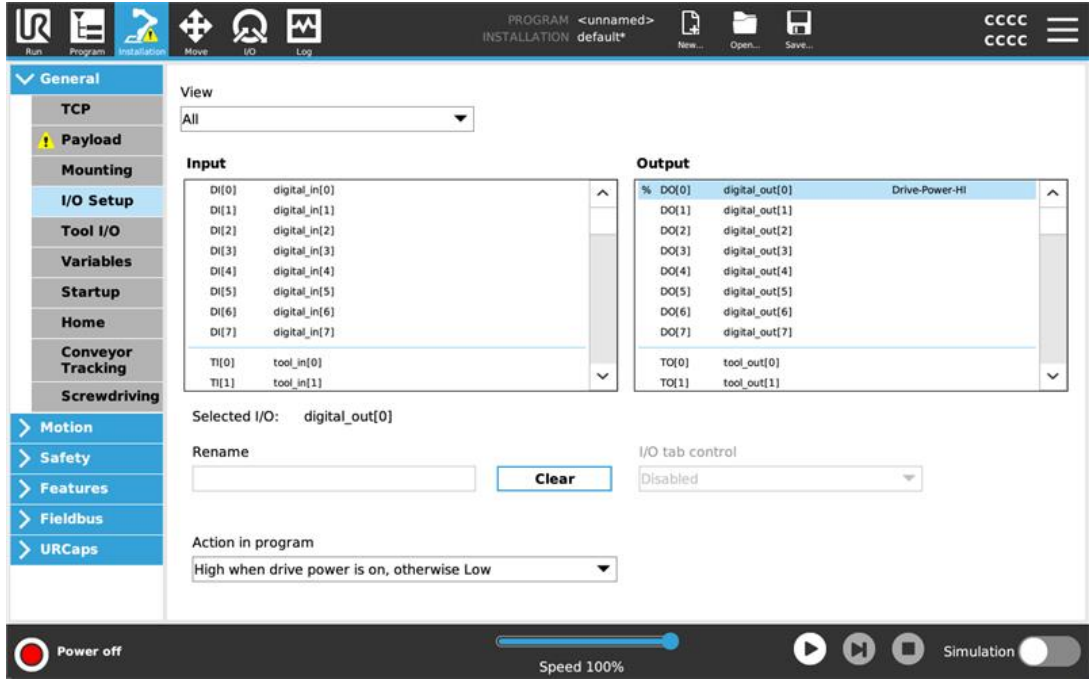 UR
PROGRAM <unnamed>
INSTALLATION default*
cccc
cccc
Run Program Installation Move I/O Log New... Open... Save...
General
TCP
Payload
Mounting
I/O Setup
Tool I/O
Variables
Startup
Home
Conveyor
Tracking
Screwdriving
Motion
Safety
Features
Fieldbus
URCaps
View
All
Input
DI[0] digital_in[0]
DI[1] digital_in[1]
DI[2] digital_in[2]
DI[3] digital_in[3]
DI[4] digital_in[4]
DI[5] digital_in[5]
DI[6] digital_in[6]
DI[7] digital_in[7]
TI[0] tool_in[0]
TI[1] tool_in[1]
Output
% DO[0] digital_out[0] Drive-Power-HI
DO[1] digital_out[1]
DO[2] digital_out[2]
DO[3] digital_out[3]
DO[4] digital_out[4]
DO[5] digital_out[5]
DO[6] digital_out[6]
DO[7] digital_out[7]
TO[0] tool_out[0]
TO[1] tool_out[1]
Selected I/O: digital_out[0]
Rename
Clear
I/O tab control
Disabled
Action in program
High when drive power is on, otherwise Low
Power off
Speed 100%
Simulation